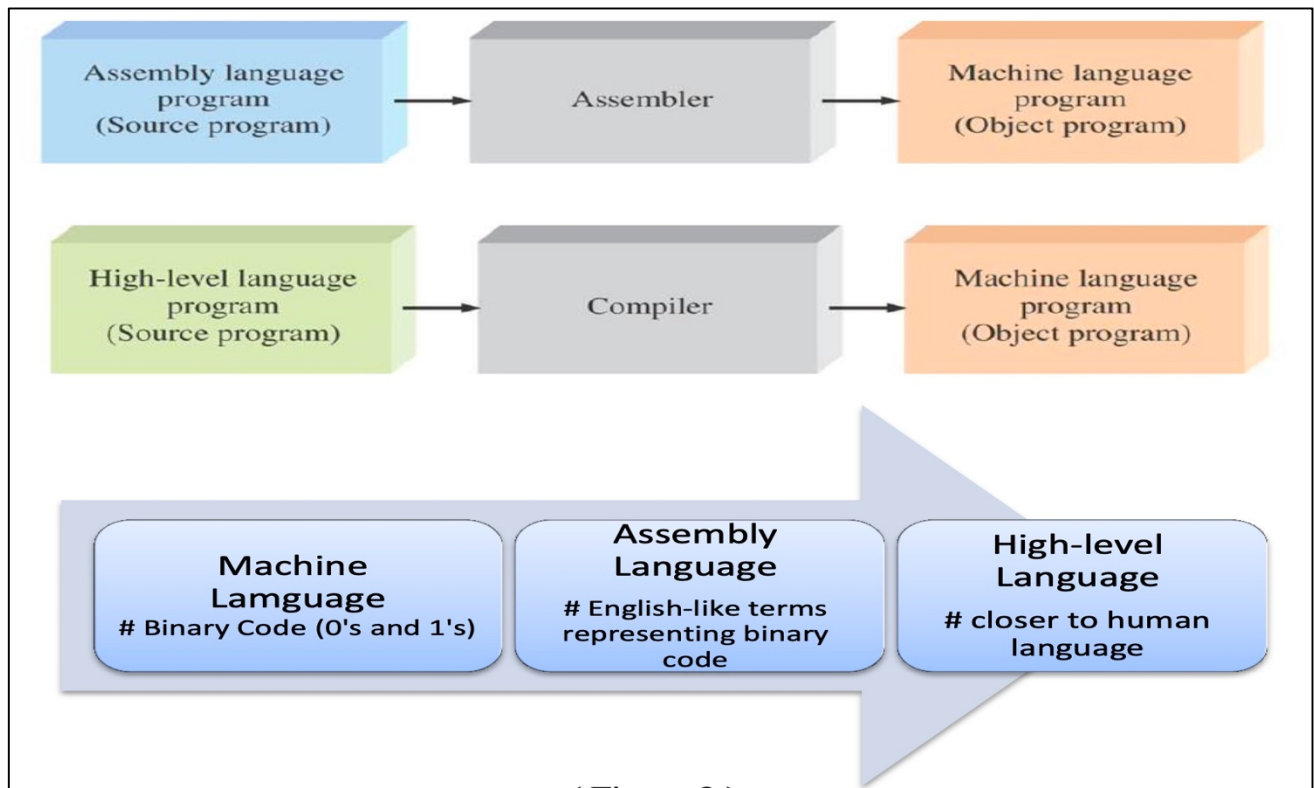 Assembly language
program
(Source program)
Assembler
Machine language
program
(Object program)
High-level language
program
(Source program)
Compiler
Machine language
program
(Object program)
Machine
Lamguage
# Binary Code (0's and 1's)
Assembly
Language
# English-like terms
representing binary
code
High-level
Language
# closer to human
language